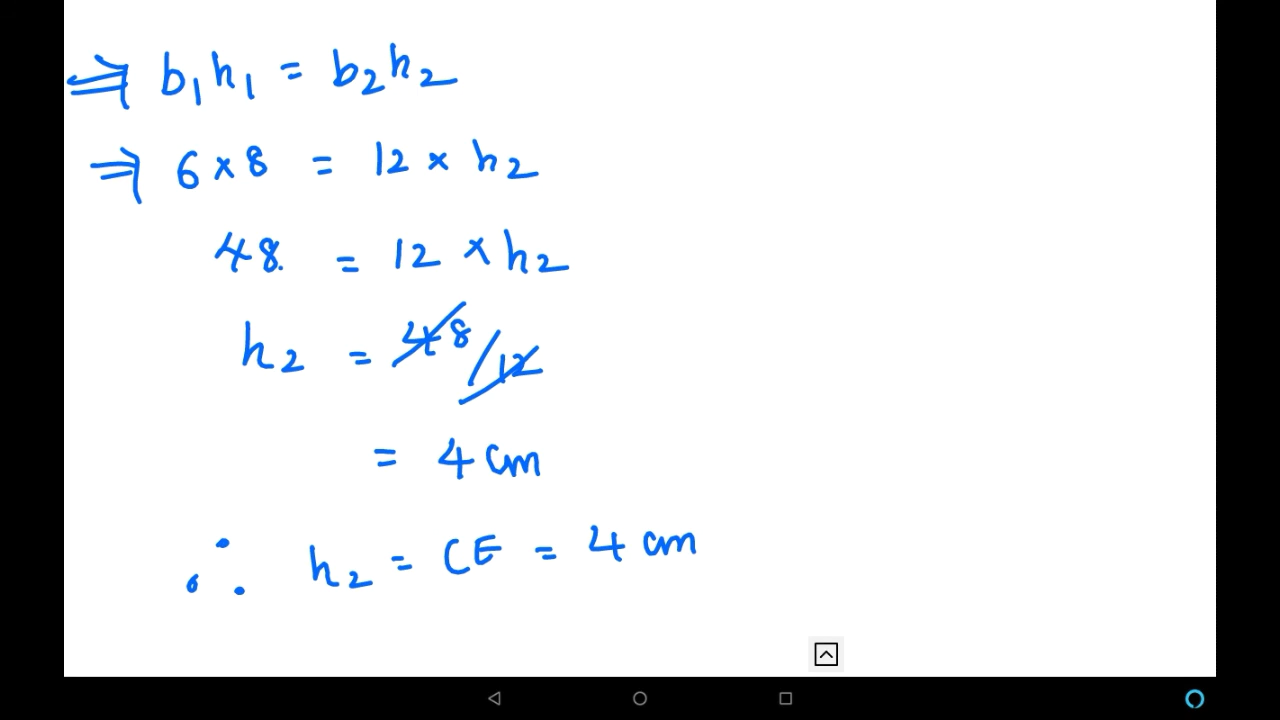 ⇒ b₁h₁ = b₂h₂
⇒ 6 × 8 = 12 × h₂
48 = 12 × h₂
h₂ = 48/12
= 4 cm
∴ h₂ = CE = 4 cm